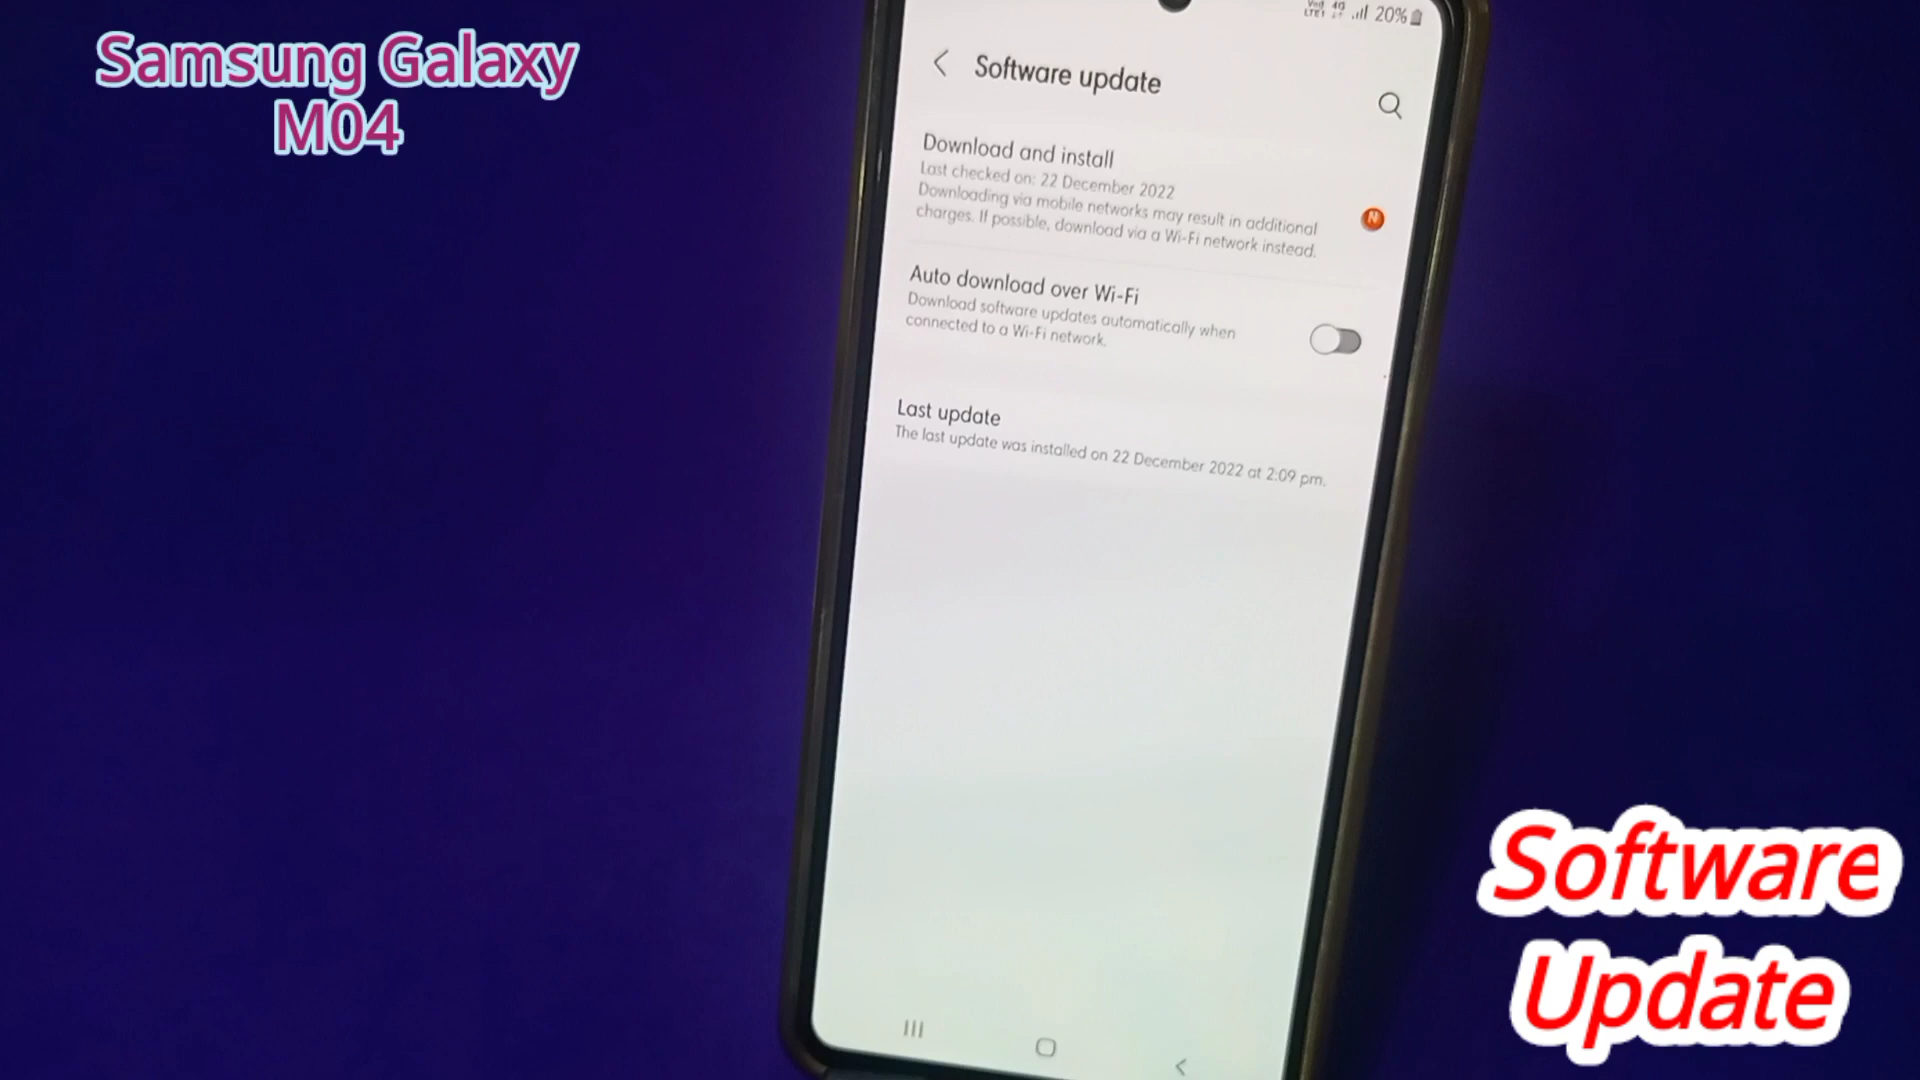 Samsung Galaxy
M04
4G
20%
Software update
Download and install
Last checked on: 22 December 2022
Downloading via mobile networks may result in additional
charges. If possible, download via a Wi-Fi network instead.
N
Auto download over Wi-Fi
Download software updates automatically when
connected to a Wi-Fi network.
Last update
The last update was installed on 22 December 2022 at 2:09 pm.
Software
Update